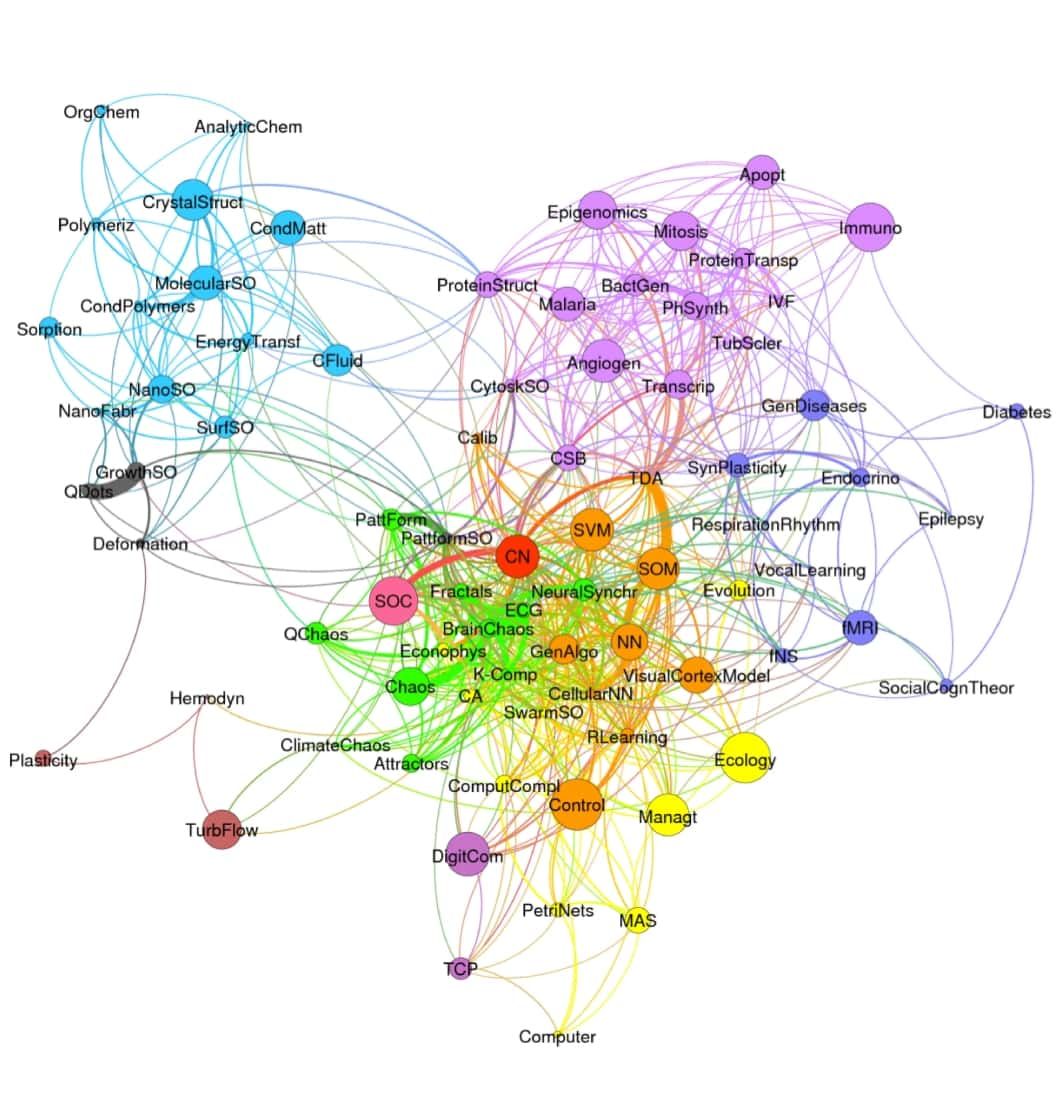 OrgChem
AnalyticChem
Apopt
CrystalStruct
Epigenomics
Polymeriz
CondMatt
Mitosis
Immuno
ProteinTransp
MolecularSO
ProteinStruct
BactGen
CondPolymers
Malaria
PhSynth
IVF
Sorption
EnergyTransf
TubScler
CFluid
Angiogen
NanoSO
CytoskSO
Transcrip
NanoFabr
GenDiseases
Diabetes
SurfSO
Calib
CSB
GrowthSO
SynPlasticity
QDots
TDA
Endocrino
PattForm
Epilepsy
RespirationRhythm
SVM
PattformSO
Deformation
CN
SOM
VocalLearning
Fractals
NeuralSynchr
Evolution
SOC
ECG
BrainChaos
fMRI
QChaos
NN
Econophys
GenAlgo
fNS
K-Comp
VisualCortexModel
Chaos
SocialCognTheor
CA
CellularNN
Hemodyn
SwarmSO
RLearning
ClimateChaos
Plasticity
Attractors
Ecology
ComputCompl
Control
Managt
TurbFlow
DigitCom
PetriNets
MAS
TCP
Computer